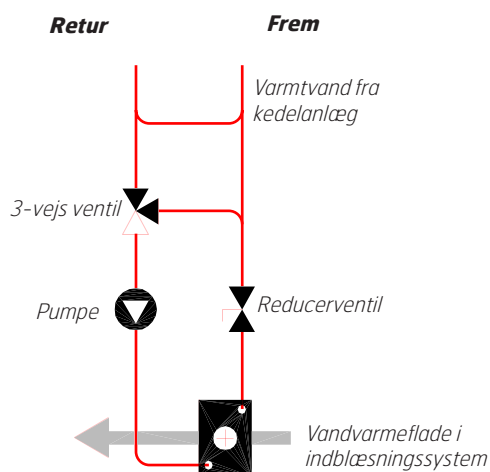 Retur
Frem
Varmtvand fra
kedelanlæg
3-vejs ventil
Pumpe
Reducerventil
Vandvarmeflade i
indblæsningssystem